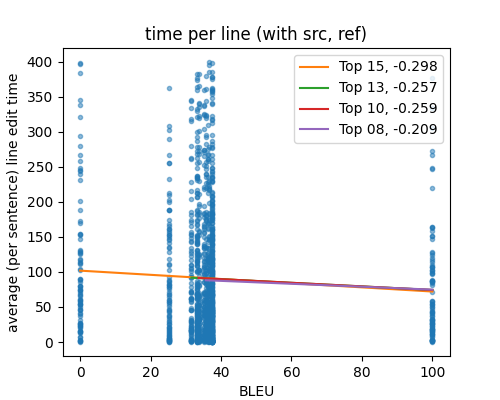 time per line (with src, ref)
average (per sentence) line edit time
400
350
300
250
200
150
100
50
0
Top 15, -0.298
Top 13, -0.257
Top 10, -0.259
Top 08, -0.209
0 20 40 60 80 100
BLEU